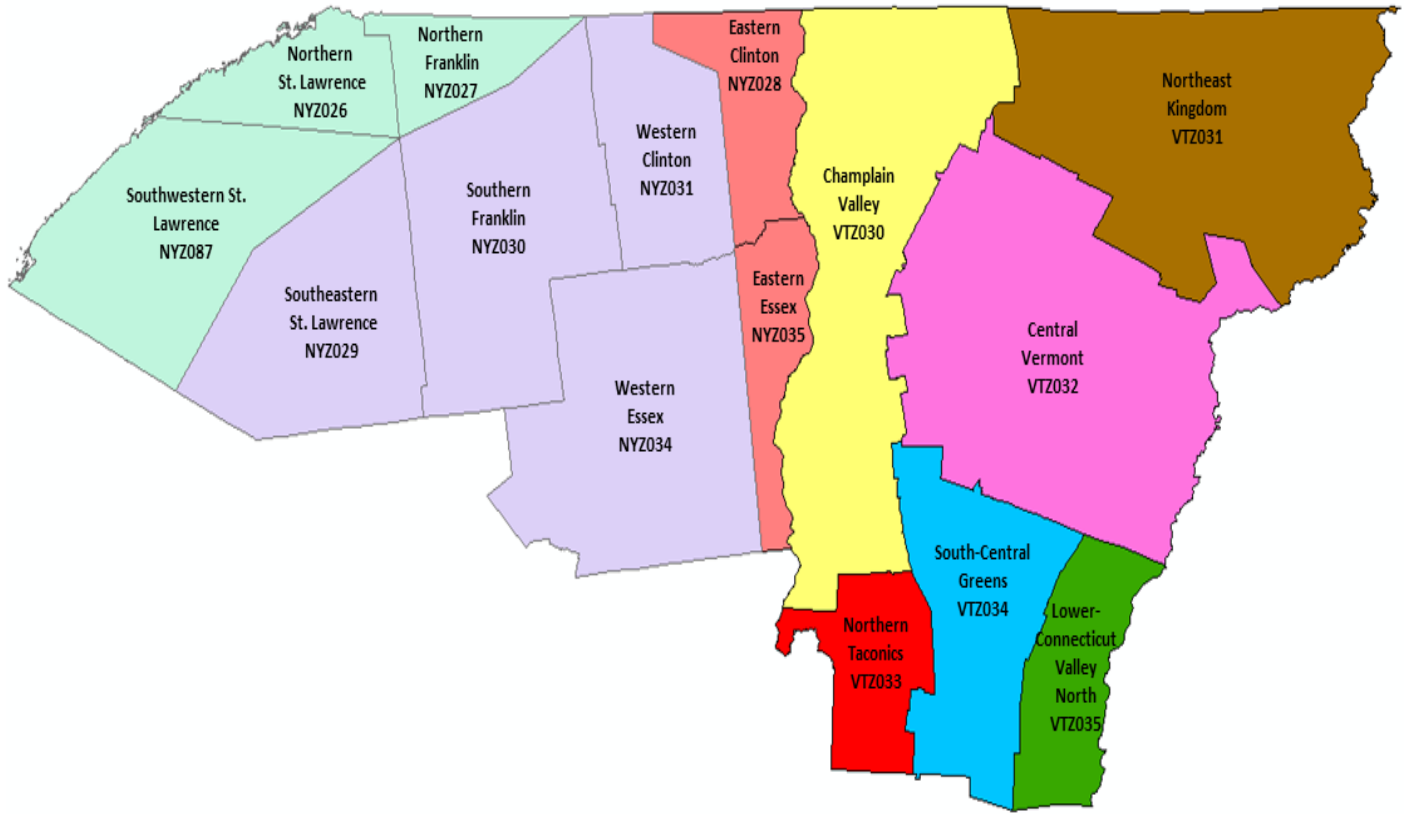 Northern
St. Lawrence
NYZ026
Northern
Franklin
NYZ027
Eastern
Clinton
NYZ028
Northeast
Kingdom
VTZ031
Western
Clinton
NYZ031
Champlain
Valley
VTZ030
Southwestern St.
Lawrence
NYZ087
Southern
Franklin
NYZ030
Southeastern
St. Lawrence
NYZ029
Eastern
Essex
NYZ035
Central
Vermont
VTZ032
Western
Essex
NYZ034
South-Central
Greens
VTZ034
Northern
Taconics
VTZ033
Lower-
Connecticut
Valley
North
VTZ035